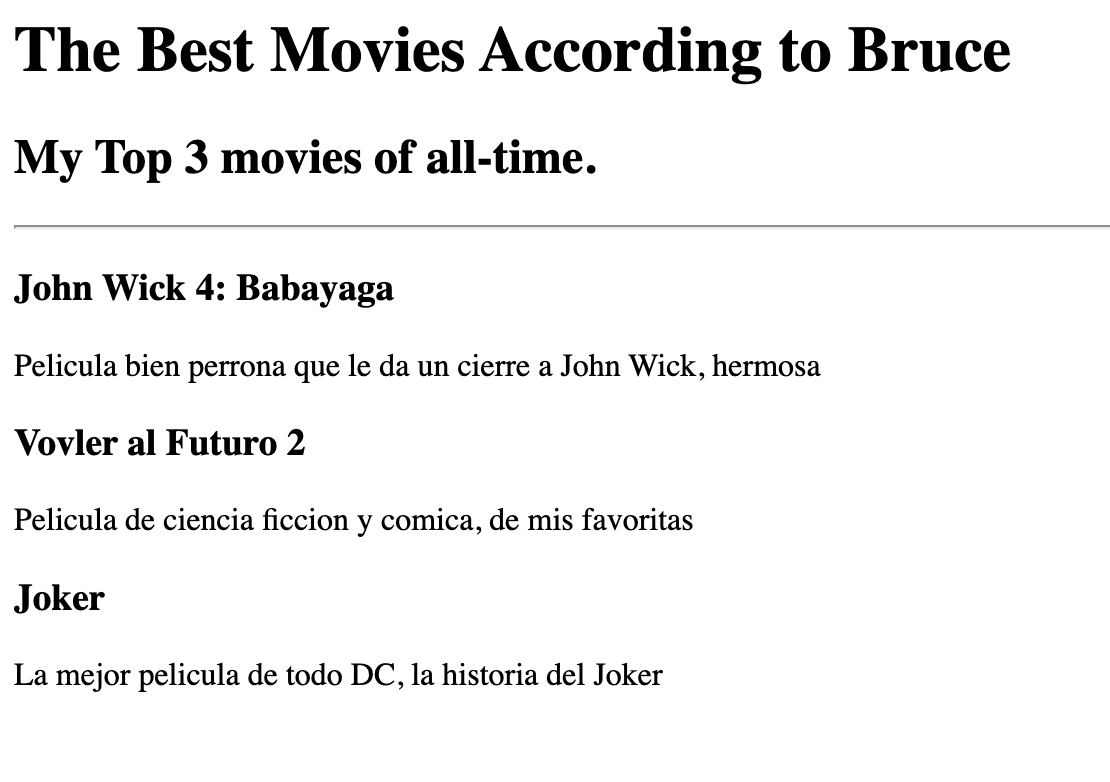 The Best Movies According to Bruce
My Top 3 movies of all-time.
John Wick 4: Babayaga
Pelicula bien perrona que le da un cierre a John Wick, hermosa
Vovler al Futuro 2
Pelicula de ciencia ficcion y comica, de mis favoritas
Joker
La mejor pelicula de todo DC, la historia del Joker